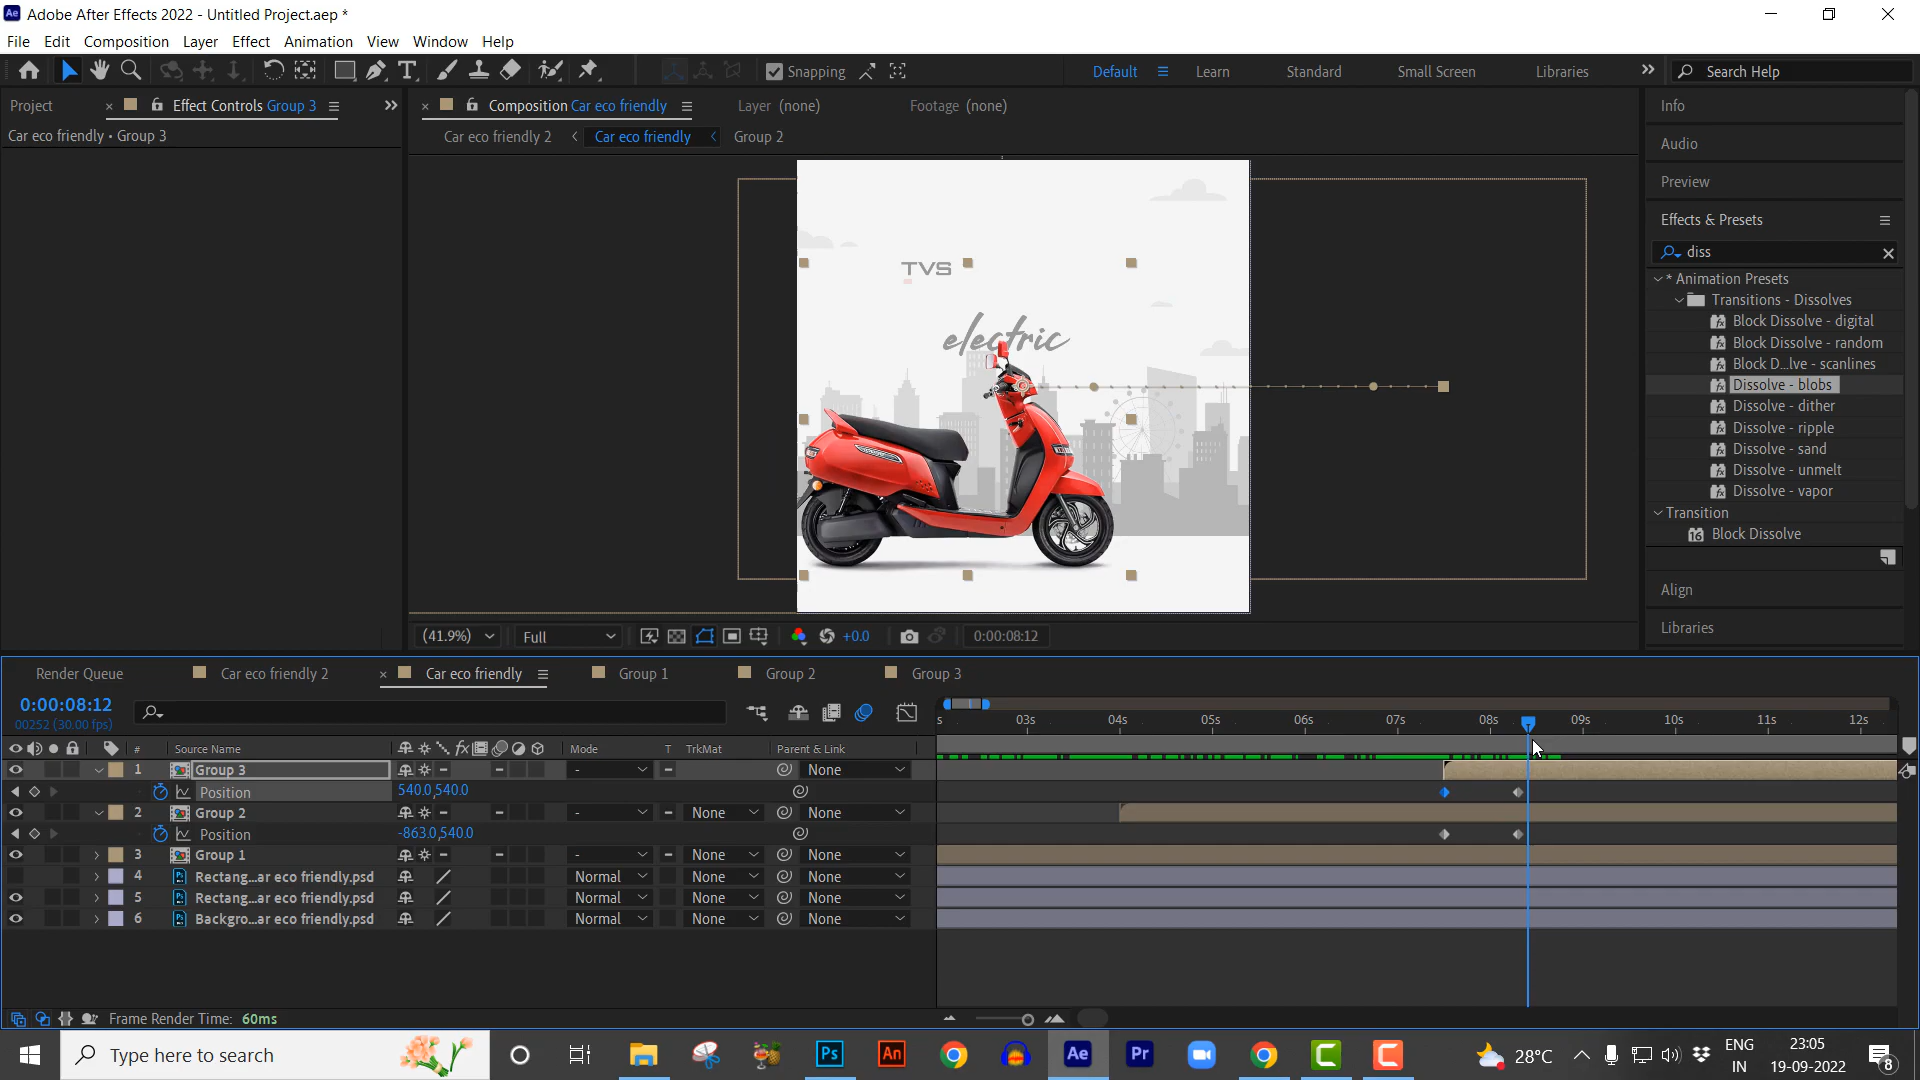 Adobe After Effects 2022 - Untitled Project.aep *
File Edit Composition Layer Effect Animation View Window Help
Snapping Default Learn Standard Small Screen Libraries Search Help
Project Effect Controls Group 3
Car eco friendly • Group 3
Composition Car eco friendly Layer (none) Footage (none)
Car eco friendly 2 Car eco friendly Group 2
TVS
electric
(41.9%) Full +0.0 0:00:08:12
Info
Audio
Preview
Effects & Presets
diss
* Animation Presets
Transitions - Dissolves
Block Dissolve - digital
Block Dissolve - random
Block D...lve - scanlines
Dissolve - blobs
Dissolve - dither
Dissolve - ripple
Dissolve - sand
Dissolve - unmelt
Dissolve - vapor
Transition
16 Block Dissolve
Align
Libraries
Render Queue Car eco friendly 2 Car eco friendly Group 1 Group 2 Group 3
0:00:08:12
00252 (30.00 fps)
s 03s 04s 05s 06s 07s 08s 09s 10s 11s 12s
# Source Name Mode T TrkMat Parent & Link
1 Group 3 - None
Position 540.0,540.0
2 Group 2 - None None
Position -863.0,540.0
3 Group 1 - None None
4 Rectang...ar eco friendly.psd Normal None None
5 Rectang...ar eco friendly.psd Normal None None
6 Backgro...ar eco friendly.psd Normal None None
Frame Render Time: 60ms
Type here to search
Ps An Ae Pr C C
28°C
ENG
IN
23:05
19-09-2022
8